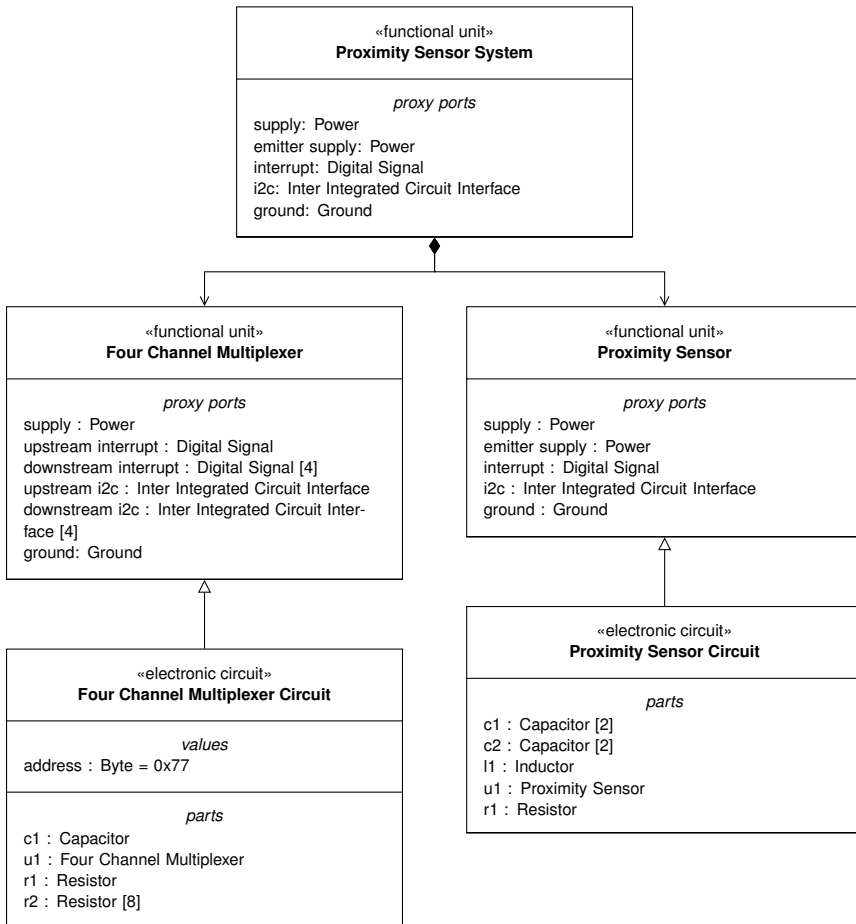 «functional unit»
Proximity Sensor System
proxy ports
supply: Power
emitter supply: Power
interrupt: Digital Signal
i2c: Inter Integrated Circuit Interface
ground: Ground
«functional unit»
Four Channel Multiplexer
proxy ports
supply : Power
upstream interrupt : Digital Signal
downstream interrupt : Digital Signal [4]
upstream i2c : Inter Integrated Circuit Interface
downstream i2c : Inter Integrated Circuit Inter-
face [4]
ground: Ground
«functional unit»
Proximity Sensor
proxy ports
supply : Power
emitter supply : Power
interrupt : Digital Signal
i2c : Inter Integrated Circuit Interface
ground : Ground
«electronic circuit»
Four Channel Multiplexer Circuit
values
address : Byte = 0x77
parts
c1 : Capacitor
u1 : Four Channel Multiplexer
r1 : Resistor
r2 : Resistor [8]
«electronic circuit»
Proximity Sensor Circuit
parts
c1 : Capacitor [2]
c2 : Capacitor [2]
l1 : Inductor
u1 : Proximity Sensor
r1 : Resistor